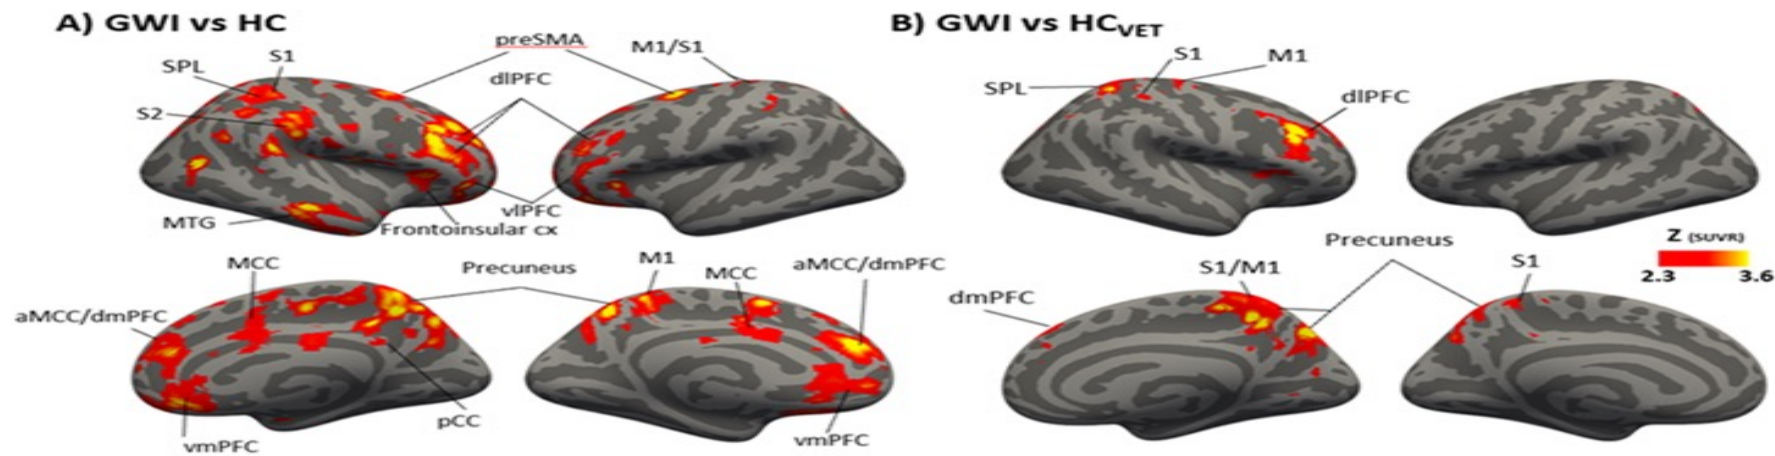 A) GWI vs HC
preSMA
M1/S1
S1
SPL
dlPFC
S2
MTG
vlPFC
Frontoinsular cx
MCC
Precuneus
M1
MCC
aMCC/dmPFC
aMCC/dmPFC
pCC
vmPFC
vmPFC
B) GWI vs HCVET
S1
M1
SPL
dlPFC
Precuneus
Z (SUVR)
2.3 3.6
S1/M1
S1
dmPFC